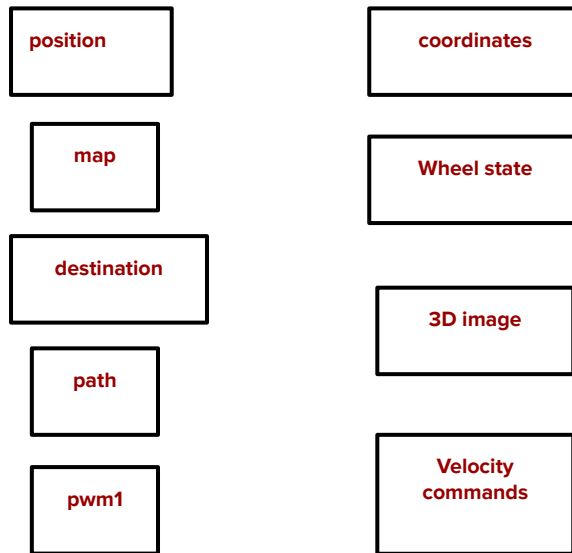 position
map
destination
path
pwm1
coordinates
Wheel state
3D image
Velocity
commands